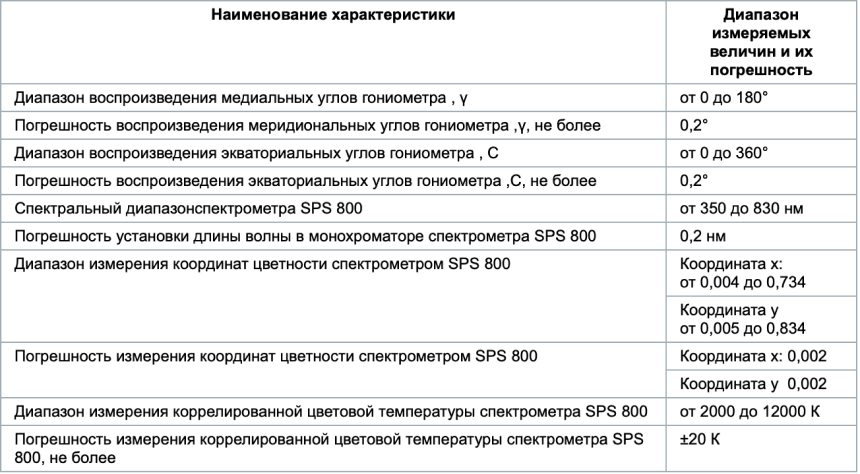 Наименование характеристики
Диапазон
измеряемых
величин и их
погрешность
Диапазон воспроизведения медиальных углов гониометра , γ
от 0 до 180°
Погрешность воспроизведения меридиональных углов гониометра ,γ, не более
0,2°
Диапазон воспроизведения экваториальных углов гониометра , С
от 0 до 360°
Погрешность воспроизведения экваториальных углов гониометра ,С, не более
0,2°
Спектральный диапазонспектрометра SPS 800
от 350 до 830 нм
Погрешность установки длины волны в монохроматоре спектрометра SPS 800
0,2 нм
Диапазон измерения координат цветности спектрометром SPS 800
Координата х:
от 0,004 до 0,734
Координата у
от 0,005 до 0,834
Погрешность измерения координат цветности спектрометром SPS 800
Координата х: 0,002
Координата у 0,002
Диапазон измерения коррелированной цветовой температуры спектрометра SPS 800
от 2000 до 12000 К
Погрешность измерения коррелированной цветовой температуры спектрометра SPS
800, не более
±20 К